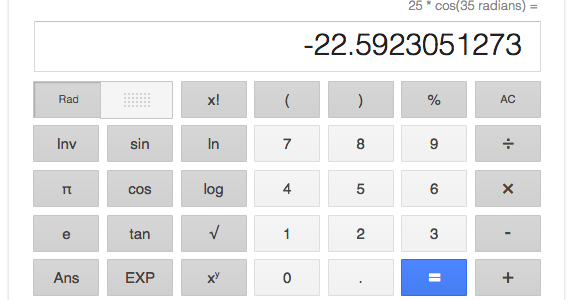 25 * cos(35 radians) =
-22.5923051273
Rad x! ( ) % AC
Inv sin ln 7 8 9 ÷
π cos log 4 5 6 ×
e tan √ 1 2 3 -
Ans EXP xʸ 0 . = +